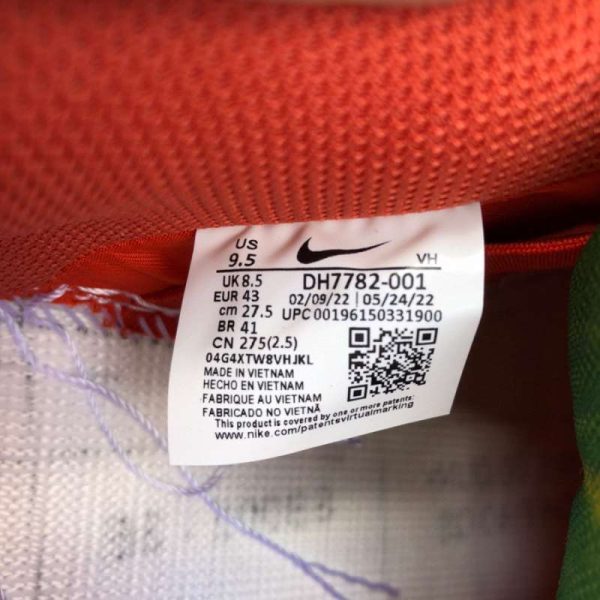 US
9.5
VH
UK 8.5 DH7782-001
EUR 43 02/09/22 | 05/24/22
cm 27.5 UPC 00196150331900
BR 41
CN 275(2.5)
04G4XTW8VHJKL
MADE IN VIETNAM
HECHO EN VIETNAM
FABRIQUE AU VIETNAM
FABRICADO NO VIETNÃ
This product is covered by one or more patents:
www.nike.com/patentsvirtualmarking